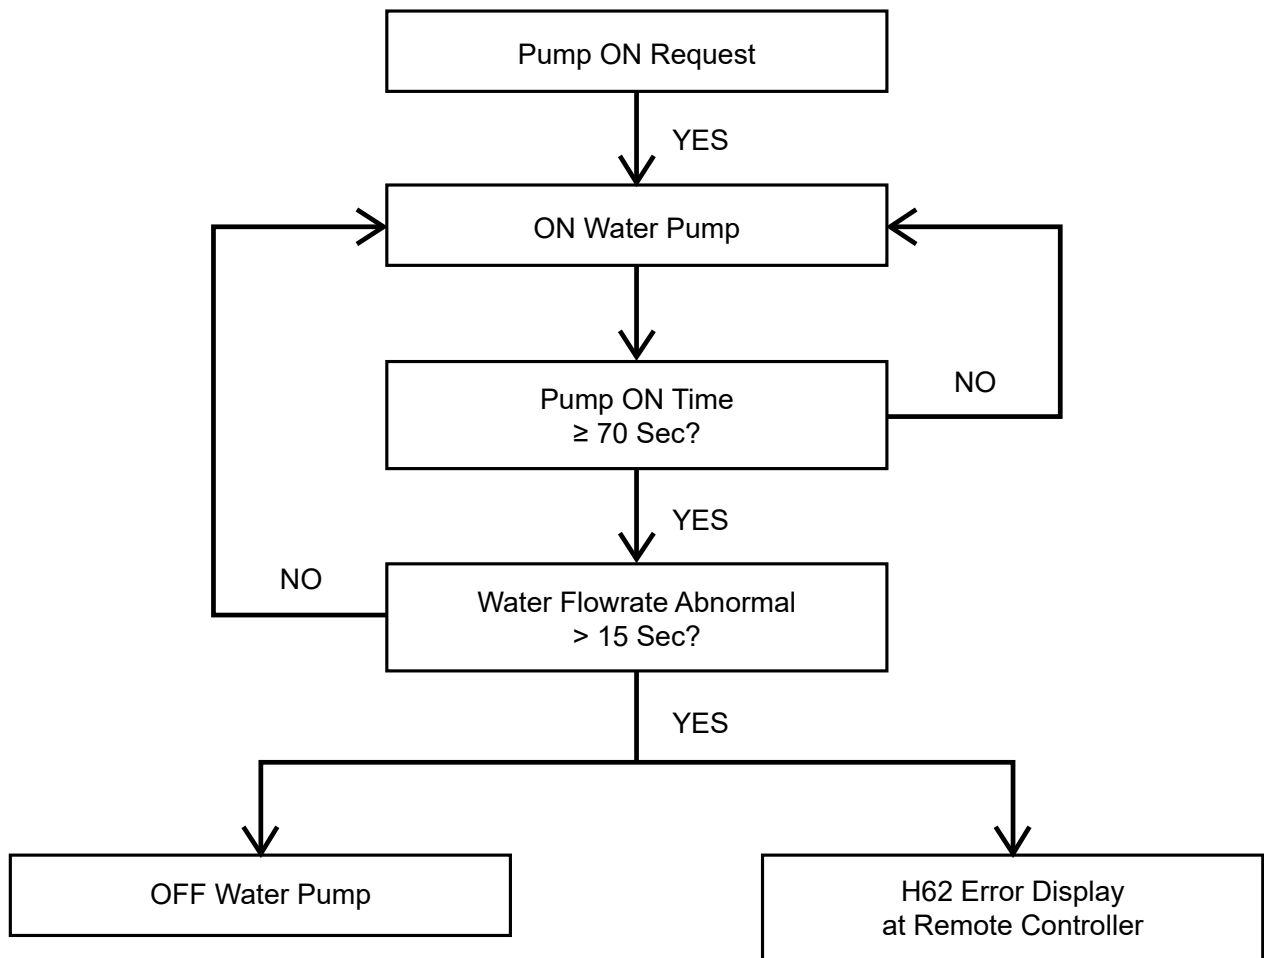 Pump ON Request
YES
ON Water Pump
Pump ON Time
≥ 70 Sec?
NO
YES
Water Flowrate Abnormal
> 15 Sec?
NO
YES
OFF Water Pump
H62 Error Display
at Remote Controller